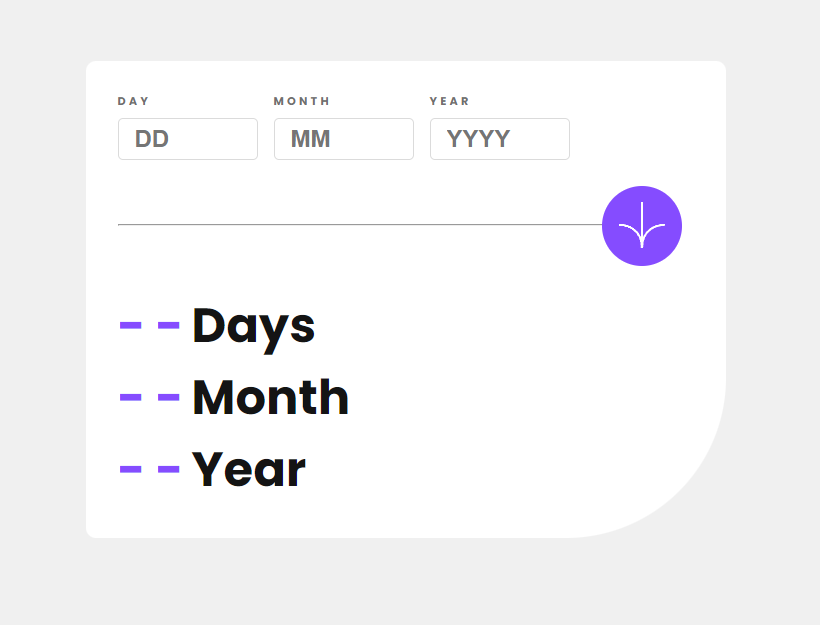 DAY MONTH YEAR
DD MM YYYY
- - Days
- - Month
- - Year